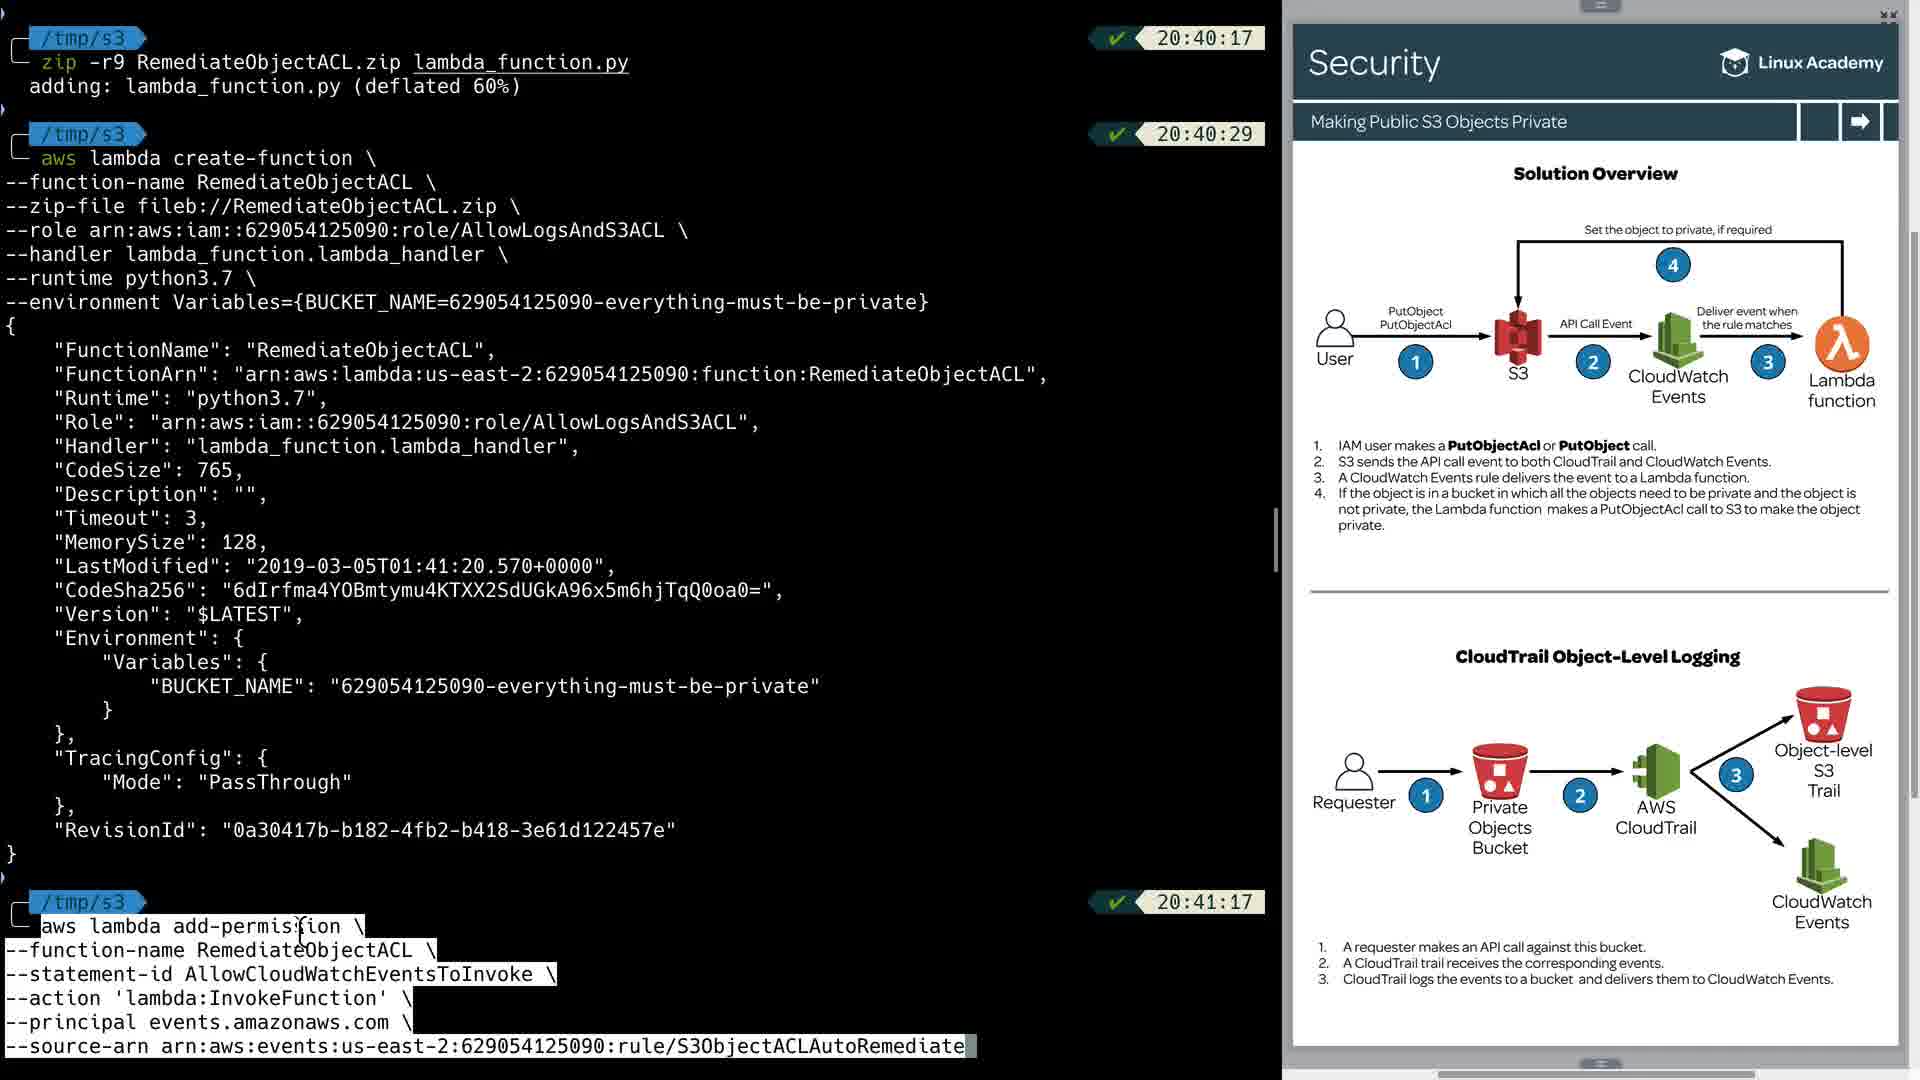 /tmp/s3 ✔ 20:40:17
zip -r9 RemediateObjectACL.zip lambda_function.py
adding: lambda_function.py (deflated 60%)
/tmp/s3 ✔ 20:40:29
aws lambda create-function \
--function-name RemediateObjectACL \
--zip-file fileb://RemediateObjectACL.zip \
--role arn:aws:iam::629054125090:role/AllowLogsAndS3ACL \
--handler lambda_function.lambda_handler \
--runtime python3.7 \
--environment Variables={BUCKET_NAME=629054125090-everything-must-be-private}
{
"FunctionName": "RemediateObjectACL",
"FunctionArn": "arn:aws:lambda:us-east-2:629054125090:function:RemediateObjectACL",
"Runtime": "python3.7",
"Role": "arn:aws:iam::629054125090:role/AllowLogsAndS3ACL",
"Handler": "lambda_function.lambda_handler",
"CodeSize": 765,
"Description": "",
"Timeout": 3,
"MemorySize": 128,
"LastModified": "2019-03-05T01:41:20.570+0000",
"CodeSha256": "6dIrfma4YOBmtymu4KTXX2SdUGkA96x5m6hjTqQ0oa0=",
"Version": "$LATEST",
"Environment": {
"Variables": {
"BUCKET_NAME": "629054125090-everything-must-be-private"
}
},
"TracingConfig": {
"Mode": "PassThrough"
},
"RevisionId": "0a30417b-b182-4fb2-b418-3e61d122457e"
}
/tmp/s3 ✔ 20:41:17
aws lambda add-permission \
--function-name RemediateObjectACL \
--statement-id AllowCloudWatchEventsToInvoke \
--action 'lambda:InvokeFunction' \
--principal events.amazonaws.com \
--source-arn arn:aws:events:us-east-2:629054125090:rule/S3ObjectACLAutoRemediate
Security
Linux Academy
Making Public S3 Objects Private
Solution Overview
Set the object to private, if required
4
PutObject
PutObjectAcl
API Call Event
Deliver event when
the rule matches
User
1
S3
2
CloudWatch
Events
3
Lambda
function
1. IAM user makes a PutObjectAcl or PutObject call.
2. S3 sends the API call event to both CloudTrail and CloudWatch Events.
3. A CloudWatch Events rule delivers the event to a Lambda function.
4. If the object is in a bucket in which all the objects need to be private and the object is
not private, the Lambda function makes a PutObjectAcl call to S3 to make the object
private.
CloudTrail Object-Level Logging
Requester
1
Private
Objects
Bucket
2
AWS
CloudTrail
3
Object-level
S3
Trail
CloudWatch
Events
1. A requester makes an API call against this bucket.
2. A CloudTrail trail receives the corresponding events.
3. CloudTrail logs the events to a bucket and delivers them to CloudWatch Events.